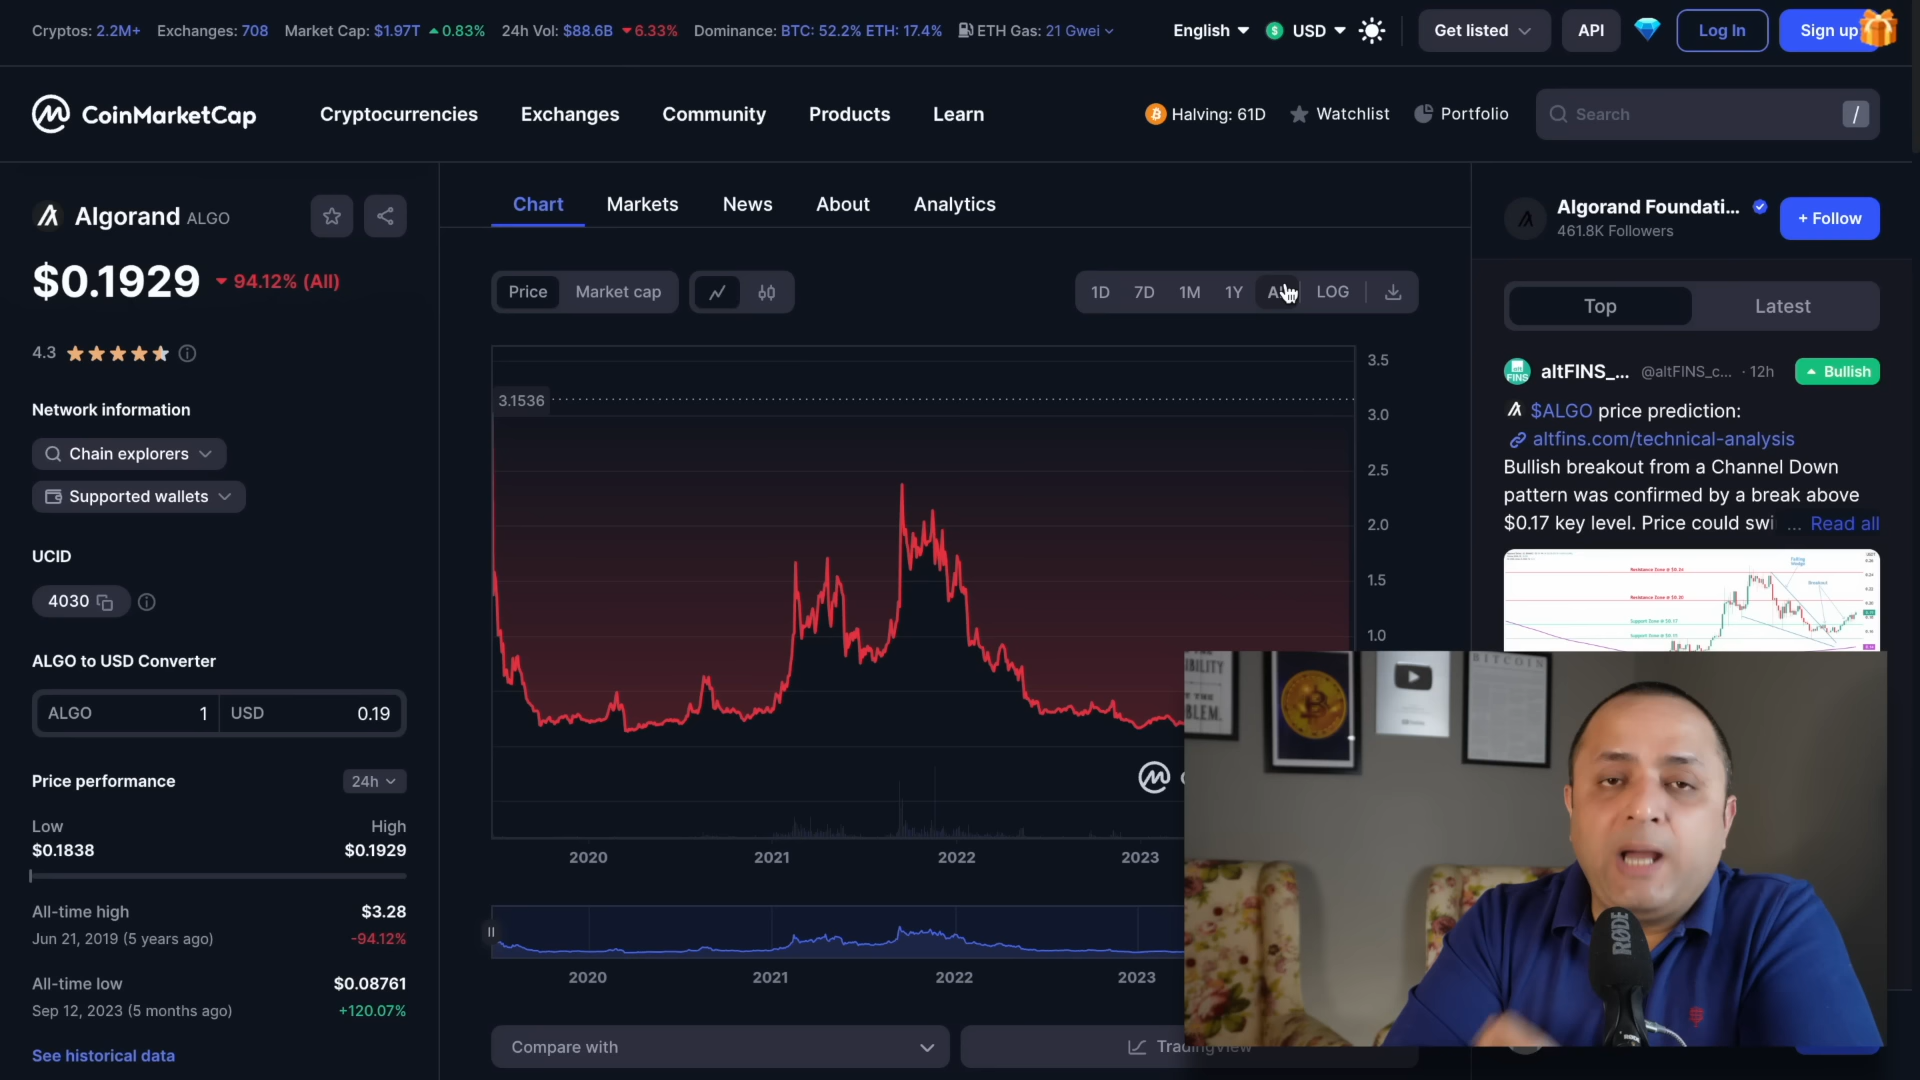 Cryptos: 2.2M+ Exchanges: 708 Market Cap: $1.97T 0.83% 24h Vol: $88.6B 6.33% Dominance: BTC: 52.2% ETH: 17.4% ETH Gas: 21 Gwei English USD Get listed API Log In Sign up
CoinMarketCap Cryptocurrencies Exchanges Community Products Learn Halving: 61D Watchlist Portfolio Search /
Algorand ALGO
$0.1929 94.12% (All)
4.3
Network information
Chain explorers
Supported wallets
UCID
4030
ALGO to USD Converter
ALGO 1 USD 0.19
Price performance 24h
Low High
$0.1838 $0.1929
All-time high $3.28
Jun 21, 2019 (5 years ago) -94.12%
All-time low $0.08761
Sep 12, 2023 (5 months ago) +120.07%
See historical data
Chart Markets News About Analytics
Price Market cap 1D 7D 1M 1Y LOG
3.5
3.1536
3.0
2.5
2.0
1.5
1.0
2020 2021 2022 2023
2020 2021 2022 2023
Compare with TradingView
Algorand Foundati... + Follow
461.8K Followers
Top Latest
altFINS_... @altFINS_c... · 12h Bullish
$ALGO price prediction:
altfins.com/technical-analysis
Bullish breakout from a Channel Down
pattern was confirmed by a break above
$0.17 key level. Price could swi ... Read all
BITCOIN
RØDE